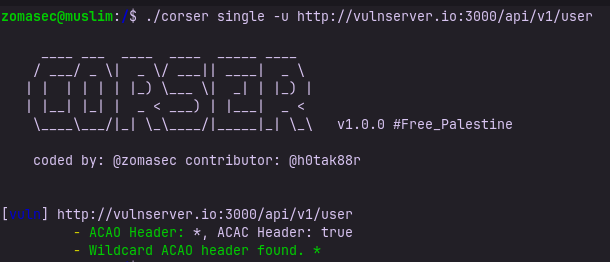 zomasec@muslim:/$ ./corser single -u http://vulnserver.io:3000/api/v1/user
CORSER
v1.0.0 #Free_Palestine
coded by: @zomasec contributor: @h0tak88r
[vuln] http://vulnserver.io:3000/api/v1/user
- ACAO Header: *, ACAC Header: true
- Wildcard ACAO header found. *